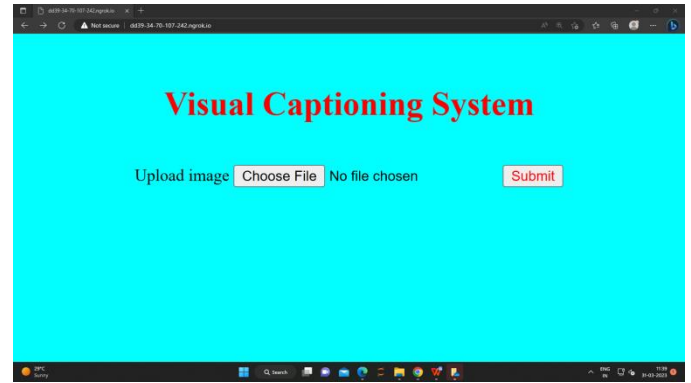 dd39-34-70-107-242.ngrok.io
Not secure dd39-34-70-107-242.ngrok.io
Visual Captioning System
Upload image Choose File No file chosen Submit
29°C
Sunny
Search
ENG
IN
11:39
31-03-2023